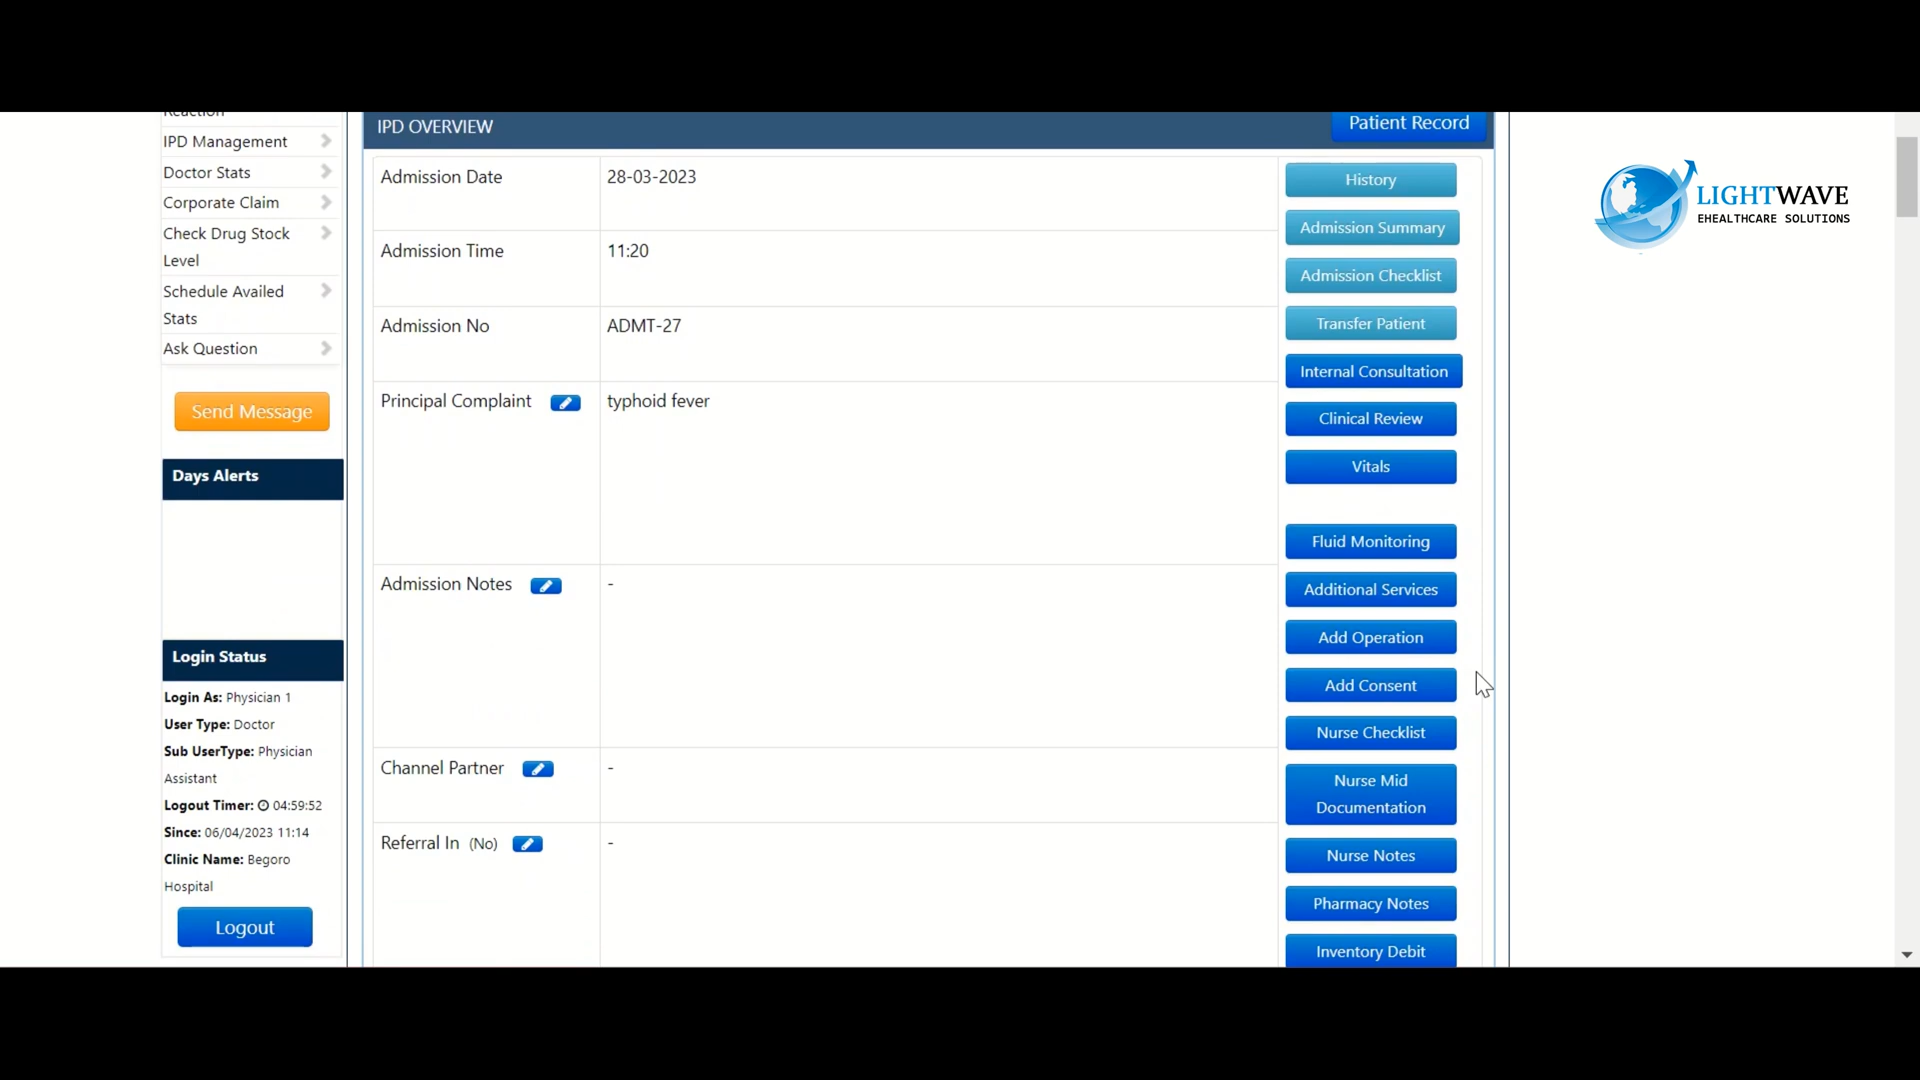 Reaction
IPD Management
Doctor Stats
Corporate Claim
Check Drug Stock
Level
Schedule Availed
Stats
Ask Question
Send Message
Days Alerts
Login Status
Login As: Physician 1
User Type: Doctor
Sub UserType: Physician
Assistant
Logout Timer: 04:59:52
Since: 06/04/2023 11:14
Clinic Name: Begoro
Hospital
Logout
IPD OVERVIEW
Patient Record
Admission Date 28-03-2023
Admission Time 11:20
Admission No ADMT-27
Principal Complaint typhoid fever
Admission Notes -
Channel Partner -
Referral In (No) -
History
Admission Summary
Admission Checklist
Transfer Patient
Internal Consultation
Clinical Review
Vitals
Fluid Monitoring
Additional Services
Add Operation
Add Consent
Nurse Checklist
Nurse Mid
Documentation
Nurse Notes
Pharmacy Notes
Inventory Debit
LIGHTWAVE
EHEALTHCARE SOLUTIONS